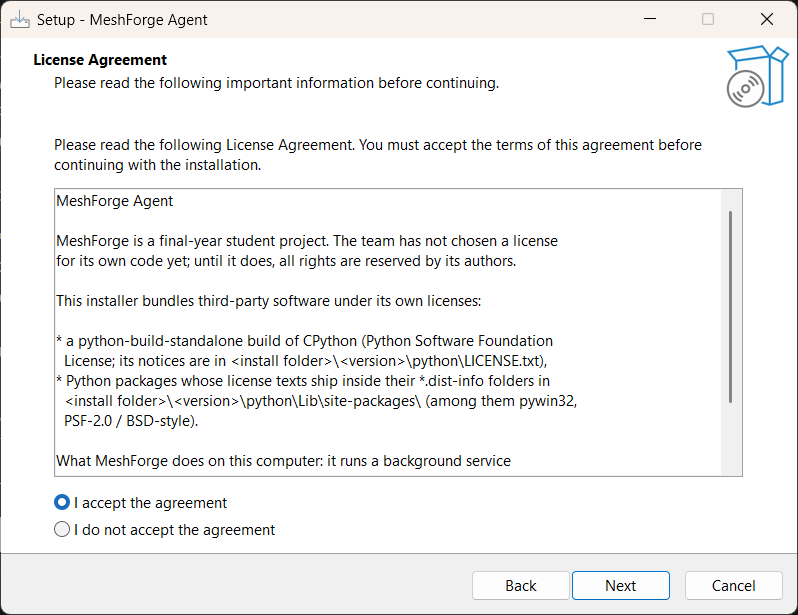 Setup - MeshForge Agent
License Agreement
Please read the following important information before continuing.
Please read the following License Agreement. You must accept the terms of this agreement before
continuing with the installation.
MeshForge Agent
MeshForge is a final-year student project. The team has not chosen a license
for its own code yet; until it does, all rights are reserved by its authors.
This installer bundles third-party software under its own licenses:
* a python-build-standalone build of CPython (Python Software Foundation
License; its notices are in <install folder>\<version>\python\LICENSE.txt),
* Python packages whose license texts ship inside their *.dist-info folders in
<install folder>\<version>\python\Lib\site-packages\ (among them pywin32,
PSF-2.0 / BSD-style).
What MeshForge does on this computer: it runs a background service
I accept the agreement
I do not accept the agreement
Back
Next
Cancel